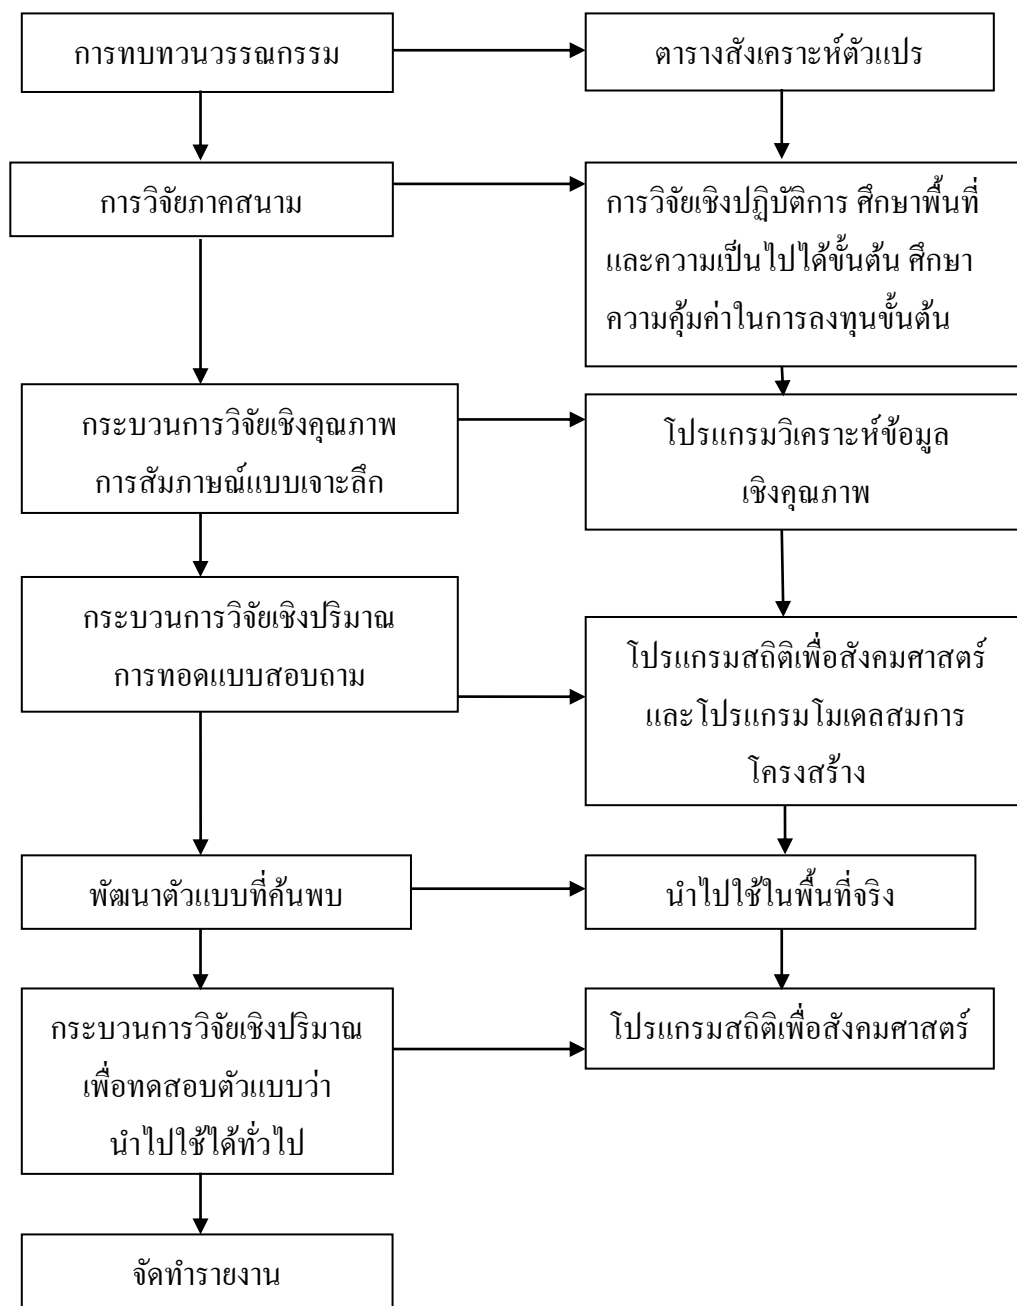 การทบทวนวรรณกรรม
ตารางสังเคราะห์ตัวแปร
การวิจัยภาคสนาม
การวิจัยเชิงปฏิบัติการ ศึกษาพื้นที่
และความเป็นไปได้ขั้นต้น ศึกษา
ความคุ้มค่าในการลงทุนขั้นต้น
กระบวนการวิจัยเชิงคุณภาพ
การสัมภาษณ์แบบเจาะลึก
โปรแกรมวิเคราะห์ข้อมูล
เชิงคุณภาพ
กระบวนการวิจัยเชิงปริมาณ
การทอดแบบสอบถาม
โปรแกรมสถิติเพื่อสังคมศาสตร์
และโปรแกรมโมเดลสมการ
โครงสร้าง
พัฒนาตัวแบบที่ค้นพบ
นำไปใช้ในพื้นที่จริง
กระบวนการวิจัยเชิงปริมาณ
เพื่อทดสอบตัวแบบว่า
นำไปใช้ได้ทั่วไป
โปรแกรมสถิติเพื่อสังคมศาสตร์
จัดทำรายงาน